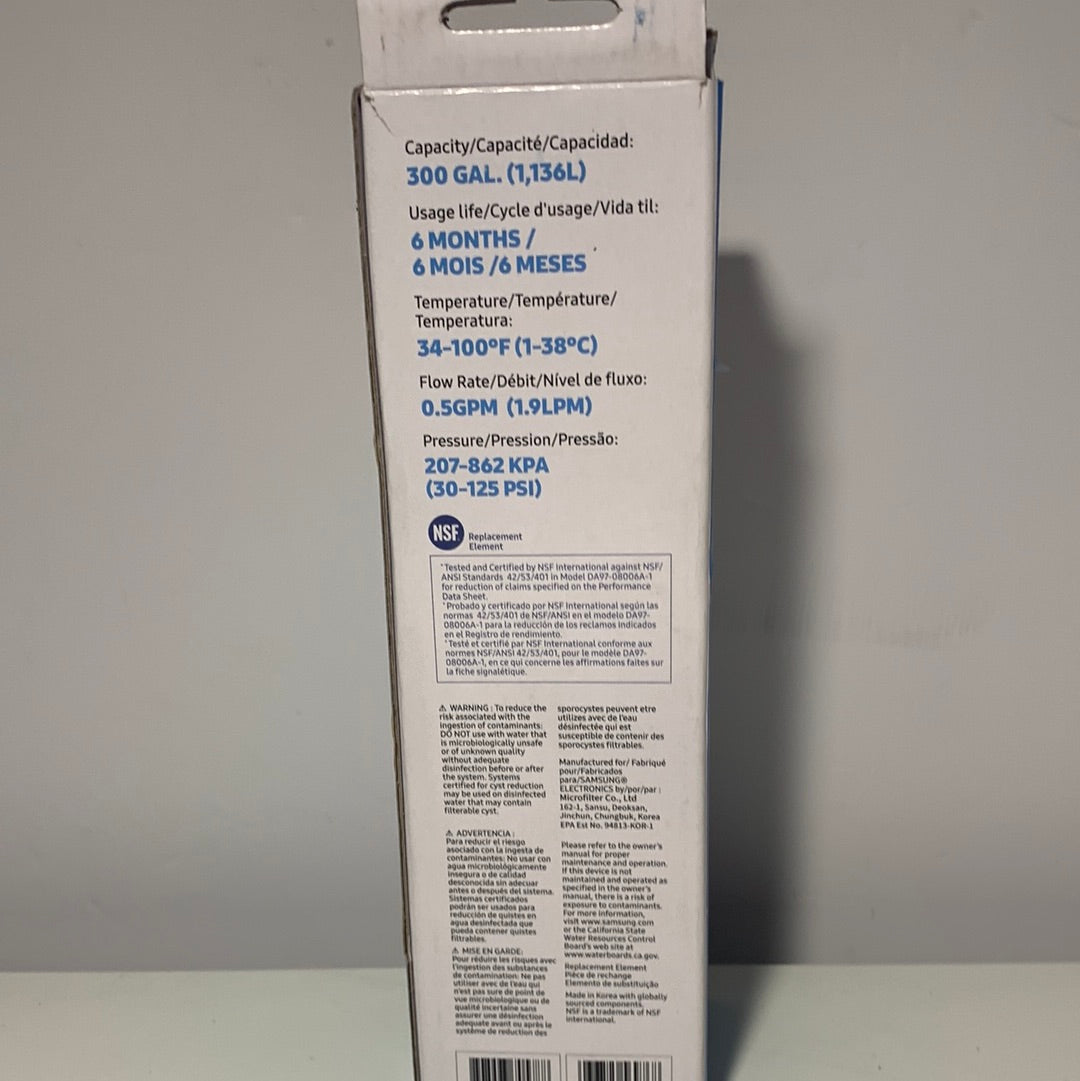 Capacity/Capacité/Capacidad:
300 GAL. (1,136L)
Usage life/Cycle d'usage/Vida til:
6 MONTHS /
6 MOIS /6 MESES
Temperature/Température/
Temperatura:
34-100ºF (1-38ºC)
Flow Rate/Débit/Nível de fluxo:
0.5GPM (1.9LPM)
Pressure/Pression/Pressão:
207-862 KPA
(30-125 PSI)
NSF
Replacement
Element
*Tested and Certified by NSF International against NSF/
ANSI Standards 42/53/401 in Model DA97-08006A-1
for reduction of claims specified on the Performance
Data Sheet.
*Probado y certificado por NSF International según las
normas 42/53/401 de NSF/ANSI en el modelo DA97-
08006A-1 para la reducción de los reclamos indicados
en el Registro de rendimiento.
*Testé et certifié par NSF International conforme aux
normes NSF/ANSI 42/53/401, pour le modèle DA97-
08006A-1, en ce qui concerne les affirmations faites sur
la fiche signalétique.
⚠ WARNING : To reduce the
risk associated with the
ingestion of contaminants:
DO NOT use with water that
is microbiologically unsafe
or of unknown quality
without adequate
disinfection before or after
the system. Systems
certified for cyst reduction
may be used on disinfected
water that may contain
filterable cyst.
⚠ ADVERTENCIA :
Para reducir el riesgo
asociado con la ingesta de
contaminantes: No usar con
agua microbiológicamente
insegura o de calidad
desconocida sin adecuar
antes o después del sistema.
Sistemas certificados
podrán ser usados para
reducción de quistes en
agua desinfectada que
pueda contener quistes
filtrables.
⚠ MISE EN GARDE:
Pour réduire les risques avec
l'ingestion des substances
de contamination: Ne pas
utiliser avec de l'eau qui
n'est pas sure de point de
vue microbiologique ou de
qualité incertaine sans
assurer une désinfection
adequate avant ou après le
système de reduction des
sporocystes peuvent etre
utilizes avec de l'eau
désinfectée qui est
susceptible de contenir des
sporocystes filtrables.
Manufactured for/ Fabriqué
pour/Fabricados
para/SAMSUNG®
ELECTRONICS by/por/par :
Microfilter Co., Ltd
162-1, Sansu, Deoksan,
Jinchun, Chungbuk, Korea
EPA Est No. 94813-KOR-1
Please refer to the owner's
manual for proper
maintenance and operation.
If this device is not
maintained and operated as
specified in the owner's
manual, there is a risk of
exposure to contaminants.
For more information,
visit www.samsung.com
or the California State
Water Resources Control
Board's web site at
www.waterboards.ca.gov.
Replacement Element
Pièce de rechange
Elemento de substituição
Made in Korea with globally
sourced components.
NSF is a trademark of NSF
International.